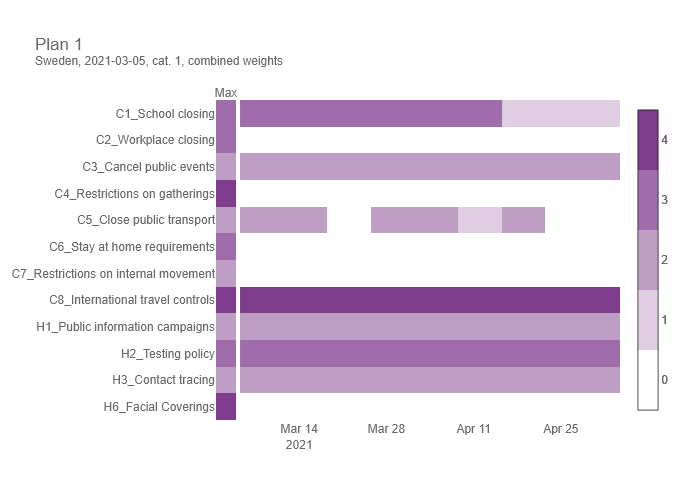 Plan 1
Sweden, 2021-03-05, cat. 1, combined weights
Max
C1_School closing
C2_Workplace closing
C3_Cancel public events
C4_Restrictions on gatherings
C5_Close public transport
C6_Stay at home requirements
C7_Restrictions on internal movement
C8_International travel controls
H1_Public information campaigns
H2_Testing policy
H3_Contact tracing
H6_Facial Coverings
Mar 14 Mar 28 Apr 11 Apr 25
2021
4
3
2
1
0